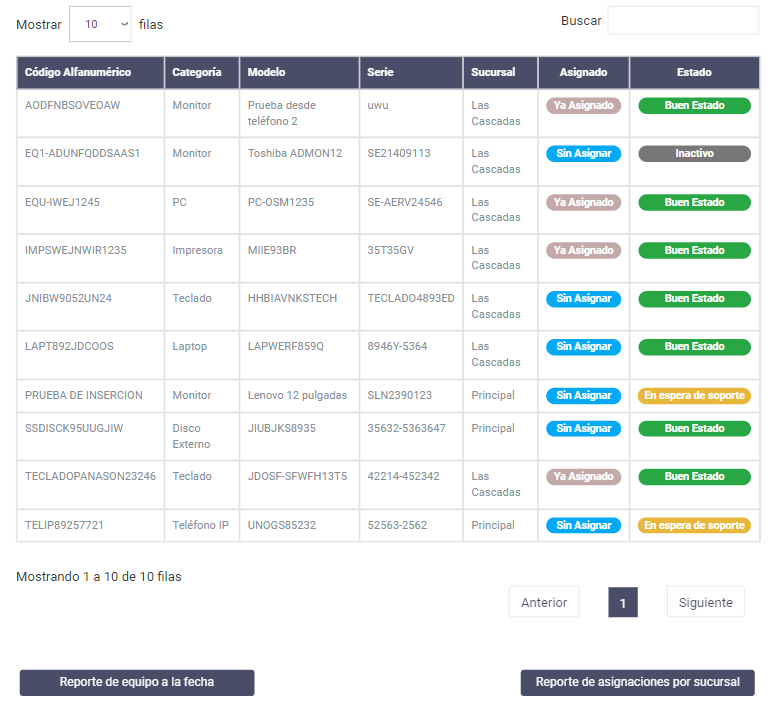 Mostrar 10 filas
Buscar
Código Alfanumérico Categoría Modelo Serie Sucursal Asignado Estado
AODFNBSOVEOAW Monitor Prueba desde uwu Las Ya Asignado Buen Estado
teléfono 2 Cascadas
EQ1-ADUNFQDDSAAS1 Monitor Toshiba ADMON12 SE21409113 Las Sin Asignar Inactivo
Cascadas
EQU-IWEJ1245 PC PC-OSM1235 SE-AERV24546 Las Ya Asignado Buen Estado
Cascadas
IMPSWEJNWIR1235 Impresora MIIE93BR 35T35GV Las Ya Asignado Buen Estado
Cascadas
JNIBW9052UN24 Teclado HHBIAVNKSTECH TECLADO4893ED Las Sin Asignar Buen Estado
Cascadas
LAPT892JDCOOS Laptop LAPWERF859Q 8946Y-5364 Las Sin Asignar Buen Estado
Cascadas
PRUEBA DE INSERCION Monitor Lenovo 12 pulgadas SLN2390123 Principal Sin Asignar En espera de soporte
SSDISCK95UUGJIW Disco JIUBJKS8935 35632-5363647 Principal Sin Asignar Buen Estado
Externo
TECLADOPANASON23246 Teclado JDOSF-SFWFH13T5 42214-452342 Las Ya Asignado Buen Estado
Cascadas
TELIP89257721 Teléfono IP UNOGS85232 52563-2562 Principal Sin Asignar En espera de soporte
Mostrando 1 a 10 de 10 filas
Anterior 1 Siguiente
Reporte de equipo a la fecha Reporte de asignaciones por sucursal